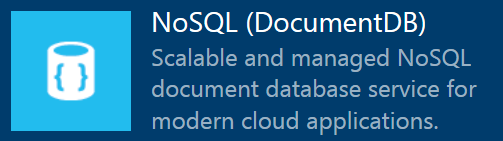 NoSQL (DocumentDB)
Scalable and managed NoSQL
document database service for
modern cloud applications.